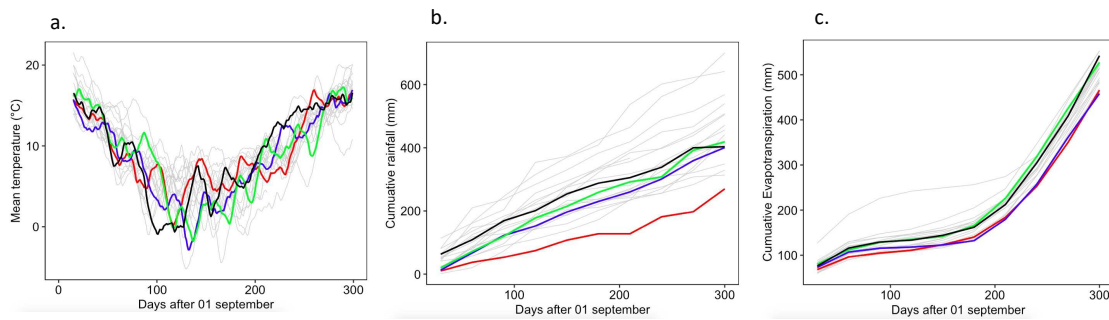 a.
Mean temperature (°C)
20
10
0
0
100
200
300
Days after 01 september
b.
Cumuative rainfall (mm)
600
400
200
0
100
200
300
Days after 01 september
c.
Cumuative Evapotranspiration (mm)
500
400
300
200
100
100
200
300
Days after 01 september